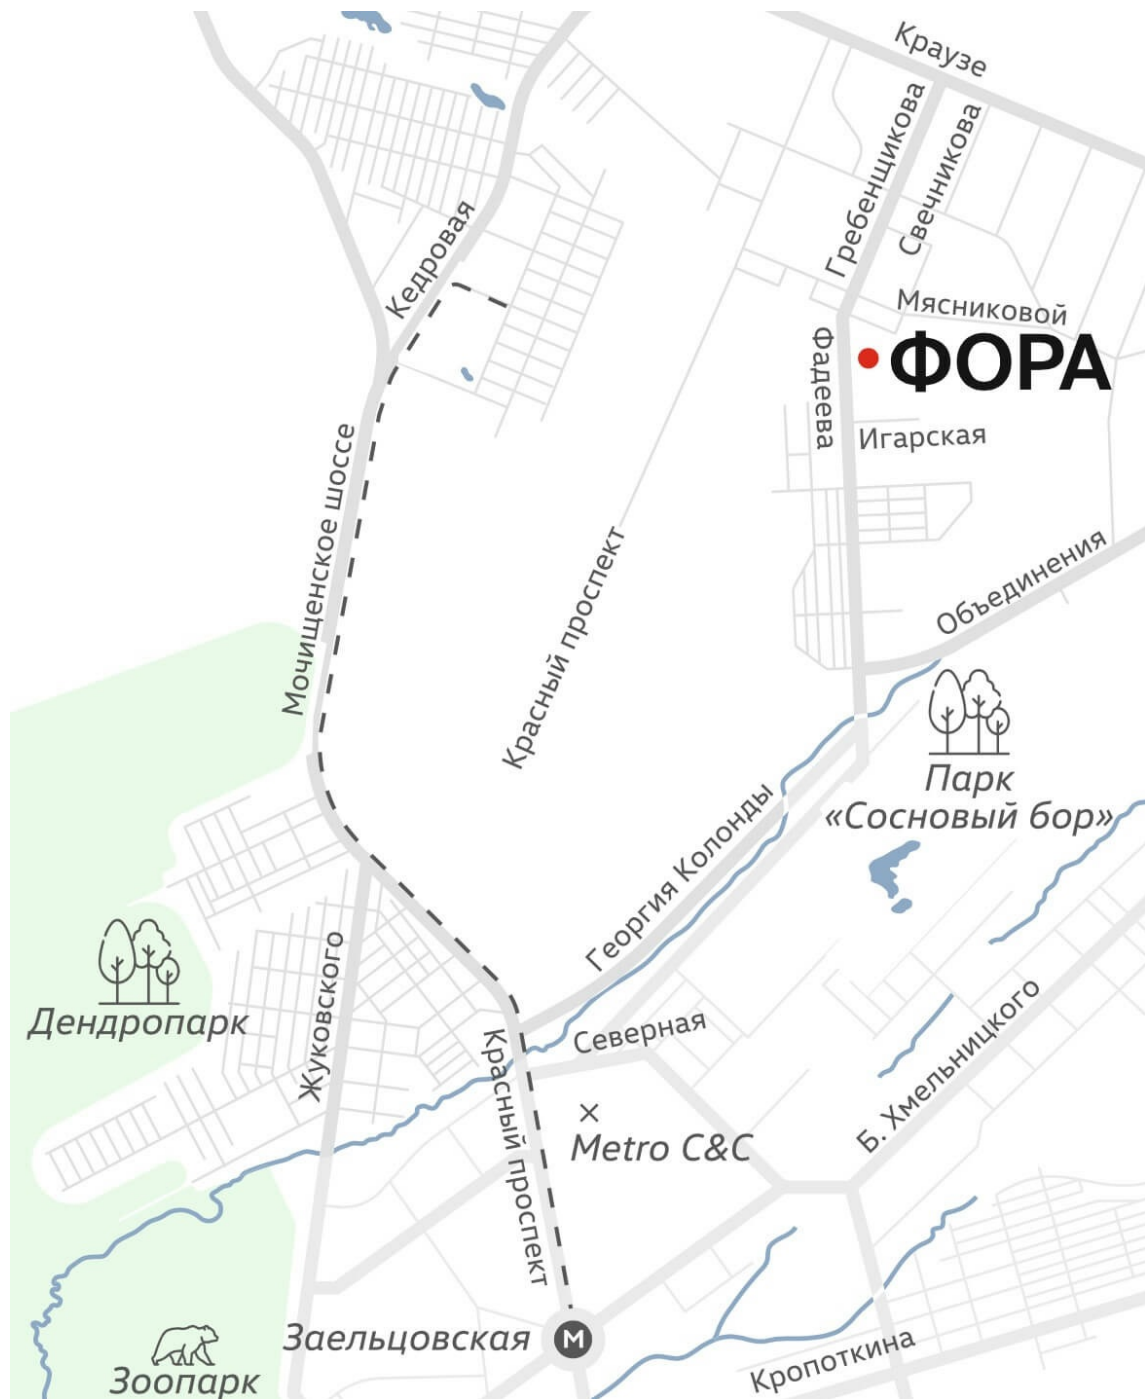 Краузе
Гребенщикова
Свечникова
Кедровая
Мясниковой
ФОРА
Фадеева
Игарская
Мочищенское шоссе
Красный проспект
Объединения
Парк
«Сосновый бор»
Георгия Колонды
Дендропарк
Жуковского
Северная
Красный проспект
Б. Хмельницкого
Metro C&C
Заельцовская
М
Кропоткина
Зоопарк